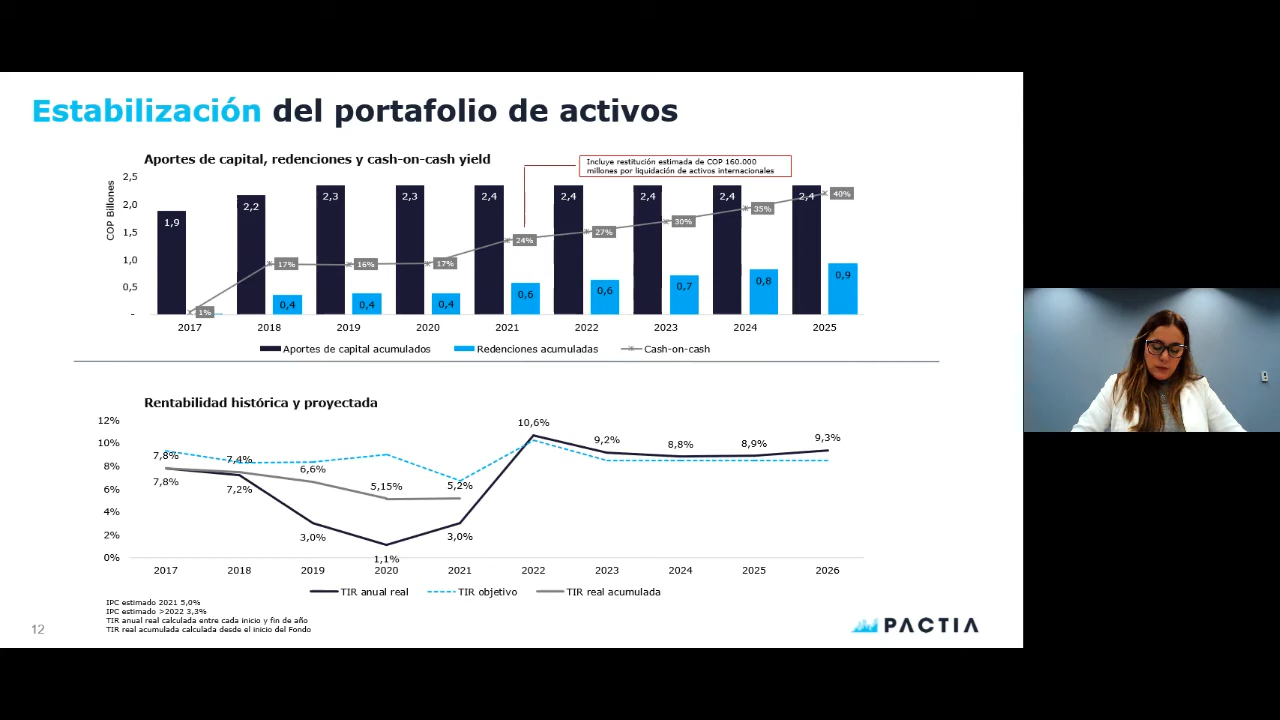 Estabilización del portafolio de activos
Aportes de capital, redenciones y cash-on-cash yield
Incluye restitución estimada de COP 160.000
millones por liquidación de activos internacionales
COP Billones
2,5
2,0
1,5
1,0
0,5
-
1,9
2,2
2,3
2,3
2,4
2,4
2,4
2,4
2,4
1%
17%
16%
17%
24%
27%
30%
35%
40%
0,4
0,4
0,4
0,6
0,6
0,7
0,8
0,9
2017 2018 2019 2020 2021 2022 2023 2024 2025
Aportes de capital acumulados Redenciones acumuladas Cash-on-cash
Rentabilidad histórica y proyectada
12%
10%
8%
6%
4%
2%
0%
7,8% 7,4% 6,6% 5,15% 5,2%
7,8% 7,2% 3,0% 1,1% 3,0% 10,6% 9,2% 8,8% 8,9% 9,3%
2017 2018 2019 2020 2021 2022 2023 2024 2025 2026
TIR anual real TIR objetivo TIR real acumulada
IPC estimado 2021 5,0%
IPC estimado >2022 3,3%
TIR anual real calculada entre cada inicio y fin de año
TIR real acumulada calculada desde el inicio del Fondo
12
PACTIA